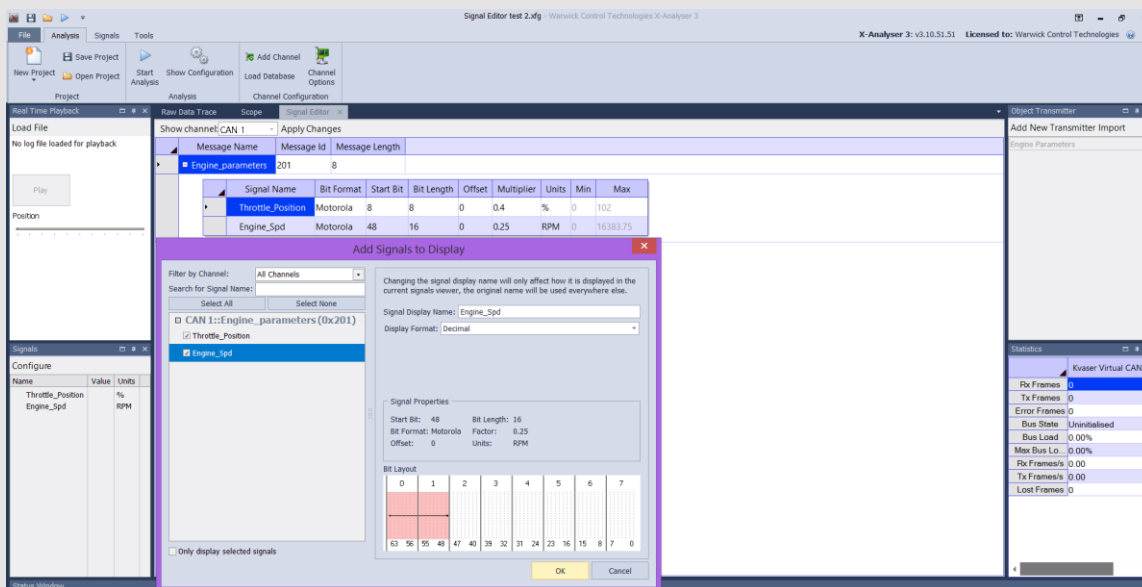 Signal Editor test 2.xfg - Warwick Control Technologies X-Analyser 3
File Analysis Signals Tools
X-Analyser 3: v3.10.51.51 Licensed to: Warwick Control Technologies
New Project
Save Project
Open Project
Project
Start Analysis
Show Configuration
Analysis
Add Channel
Load Database
Channel Options
Channel Configuration
Real Time Playback
Load File
No log file loaded for playback
Play
Position
Raw Data Trace Scope Signal Editor
Show channel: CAN 1 Apply Changes
Message Name Message Id Message Length
Engine_parameters 201 8
Signal Name Bit Format Start Bit Bit Length Offset Multiplier Units Min Max
Throttle_Position Motorola 8 8 0 0.4 % 0 102
Engine_Spd Motorola 48 16 0 0.25 RPM 0 16383.75
Object Transmitter
Add New Transmitter Import
Engine Parameters
Add Signals to Display
Filter by Channel: All Channels
Search for Signal Name:
Select All Select None
CAN 1::Engine_parameters(0x201)
Throttle_Position
Engine_Spd
Only display selected signals
Changing the signal display name will only affect how it is displayed in the
current signals viewer, the original name will be used everywhere else.
Signal Display Name: Engine_Spd
Display Format: Decimal
Signal Properties
Start Bit: 48 Bit Length: 16
Bit Format: Motorola Factor: 0.25
Offset: 0 Units: RPM
Bit Layout
0 1 2 3 4 5 6 7
63 56 55 48 47 40 39 32 31 24 23 16 15 8 7 0
OK Cancel
Signals
Configure
Name Value Units
Throttle_Position %
Engine_Spd RPM
Statistics
Kvaser Virtual CAN
Rx Frames 0
Tx Frames 0
Error Frames 0
Bus State Uninitialised
Bus Load 0.00%
Max Bus Lo... 0.00%
Rx Frames/s 0.00
Tx Frames/s 0.00
Lost Frames 0
Status Window